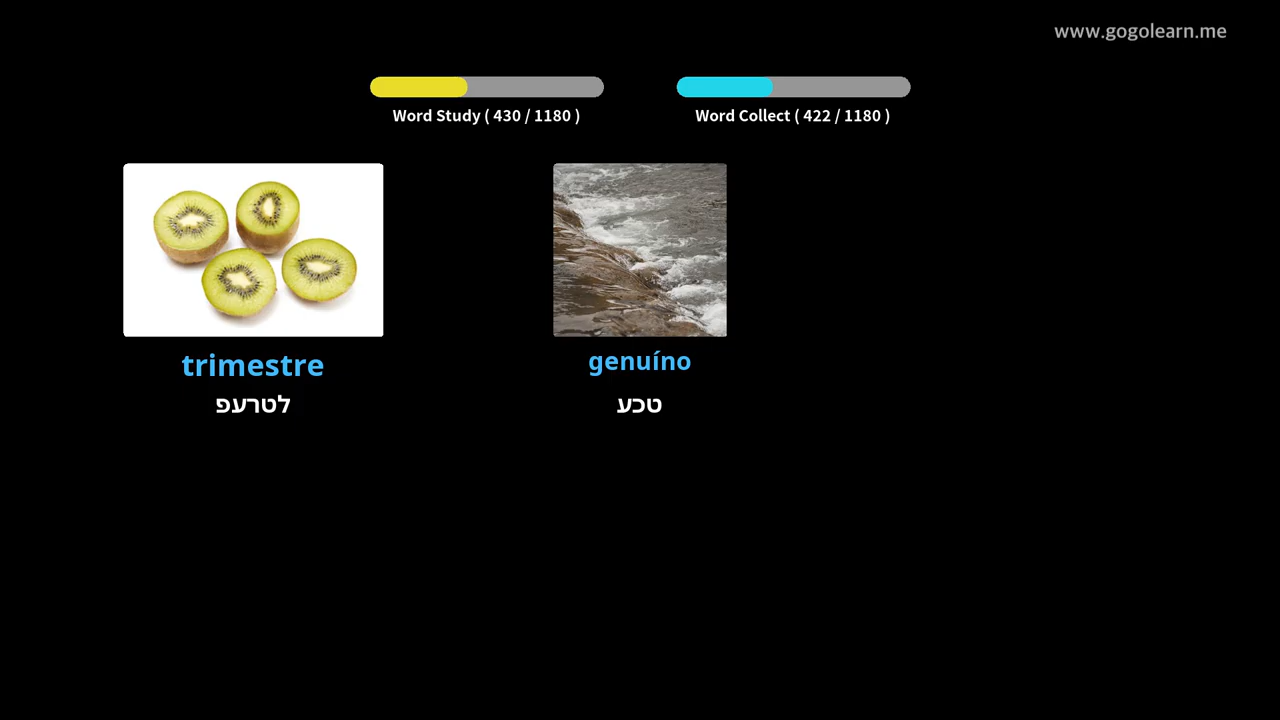 www.gogolearn.me
Word Study ( 430 / 1180 )
Word Collect ( 422 / 1180 )
trimestre
לטרעפ
genuíno
טכע